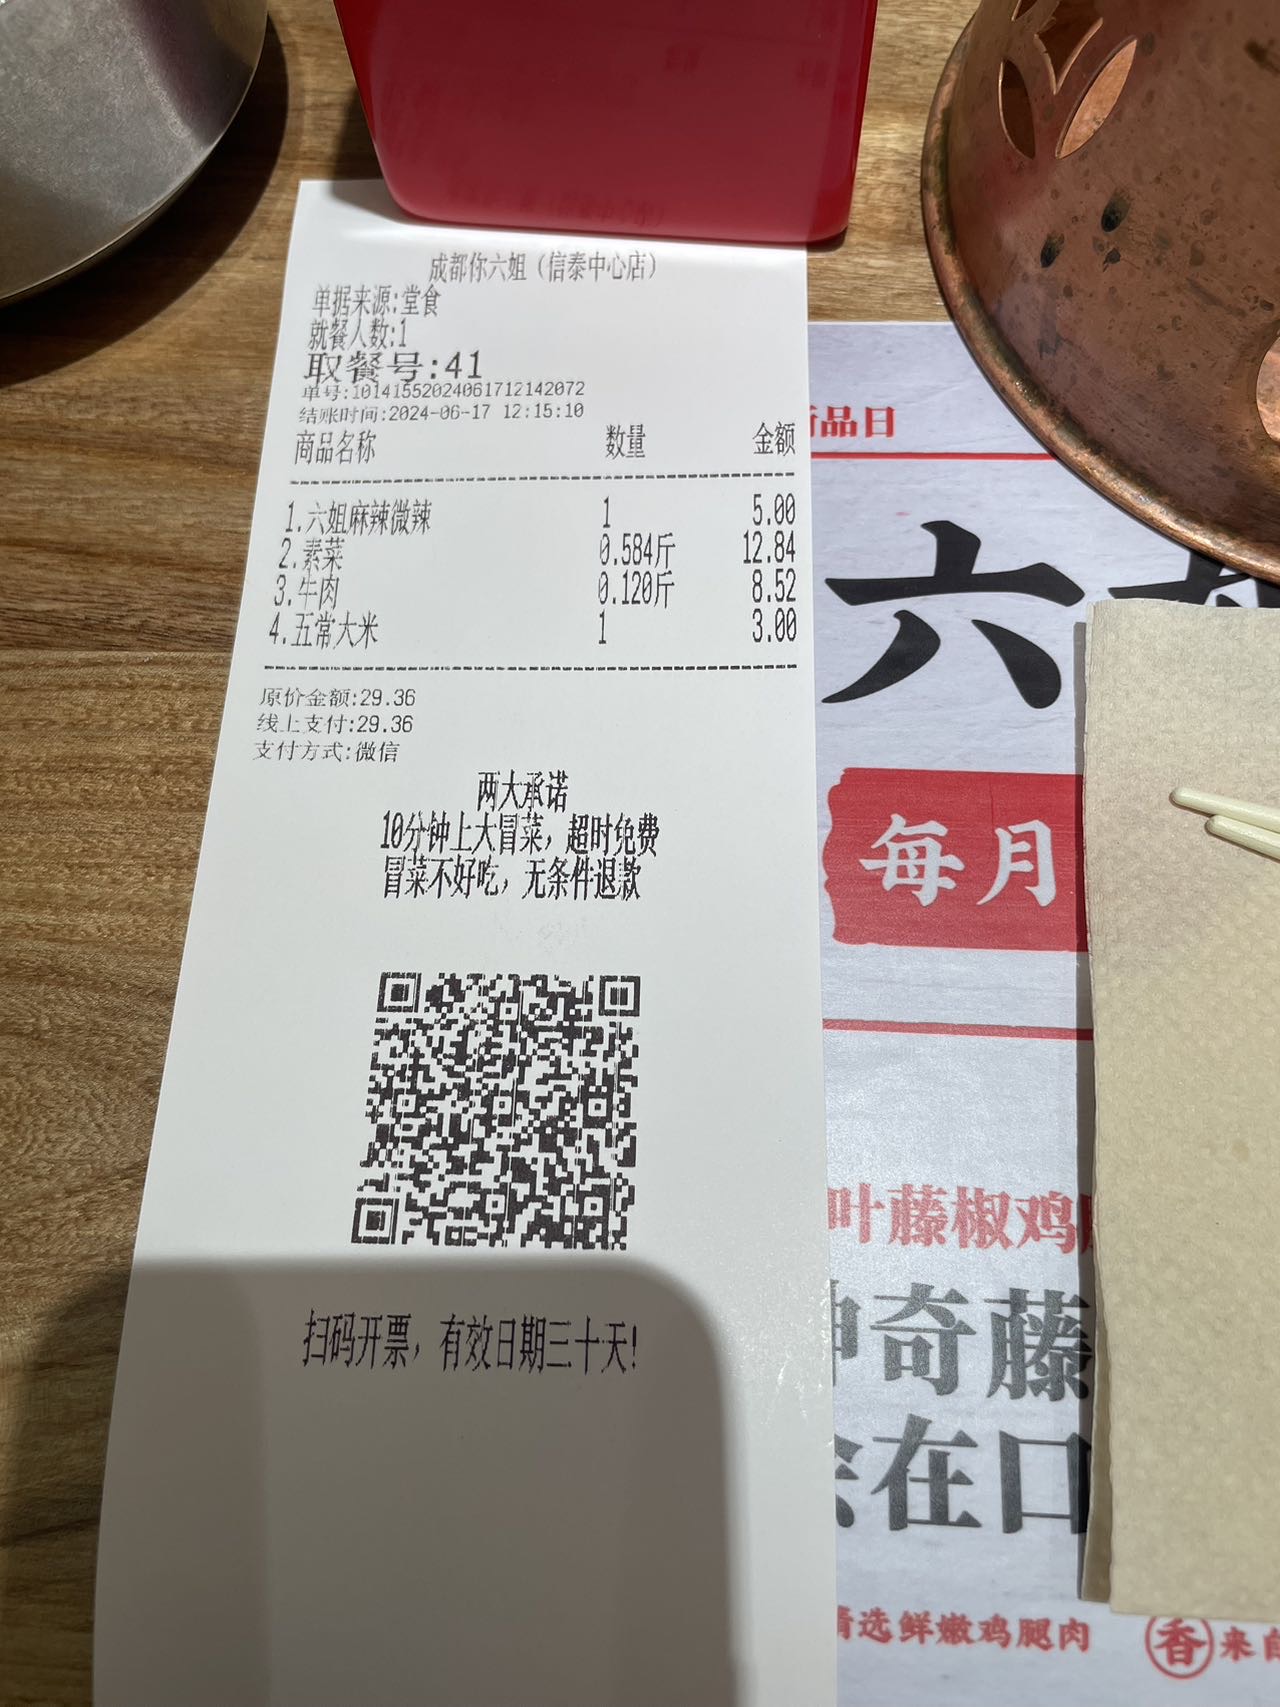 成都你六姐（信泰中心店）
单据来源:堂食
就餐人数:1
取餐号:41
单号:10141552024061712142072
结账时间:2024-06-17 12:15:10
商品名称 数量 金额
1.六姐麻辣微辣 1 5.00
2.素菜 0.584斤 12.84
3.牛肉 0.120斤 8.52
4.五常大米 1 3.00
原价金额:29.36
线上支付:29.36
支付方式:微信
两大承诺
10分钟上大冒菜，超时免费
冒菜不好吃，无条件退款
扫码开票，有效日期三十天!
品日
六
每月
叶藤椒鸡
奇藤
在口
选鲜嫩鸡腿肉
香 来自